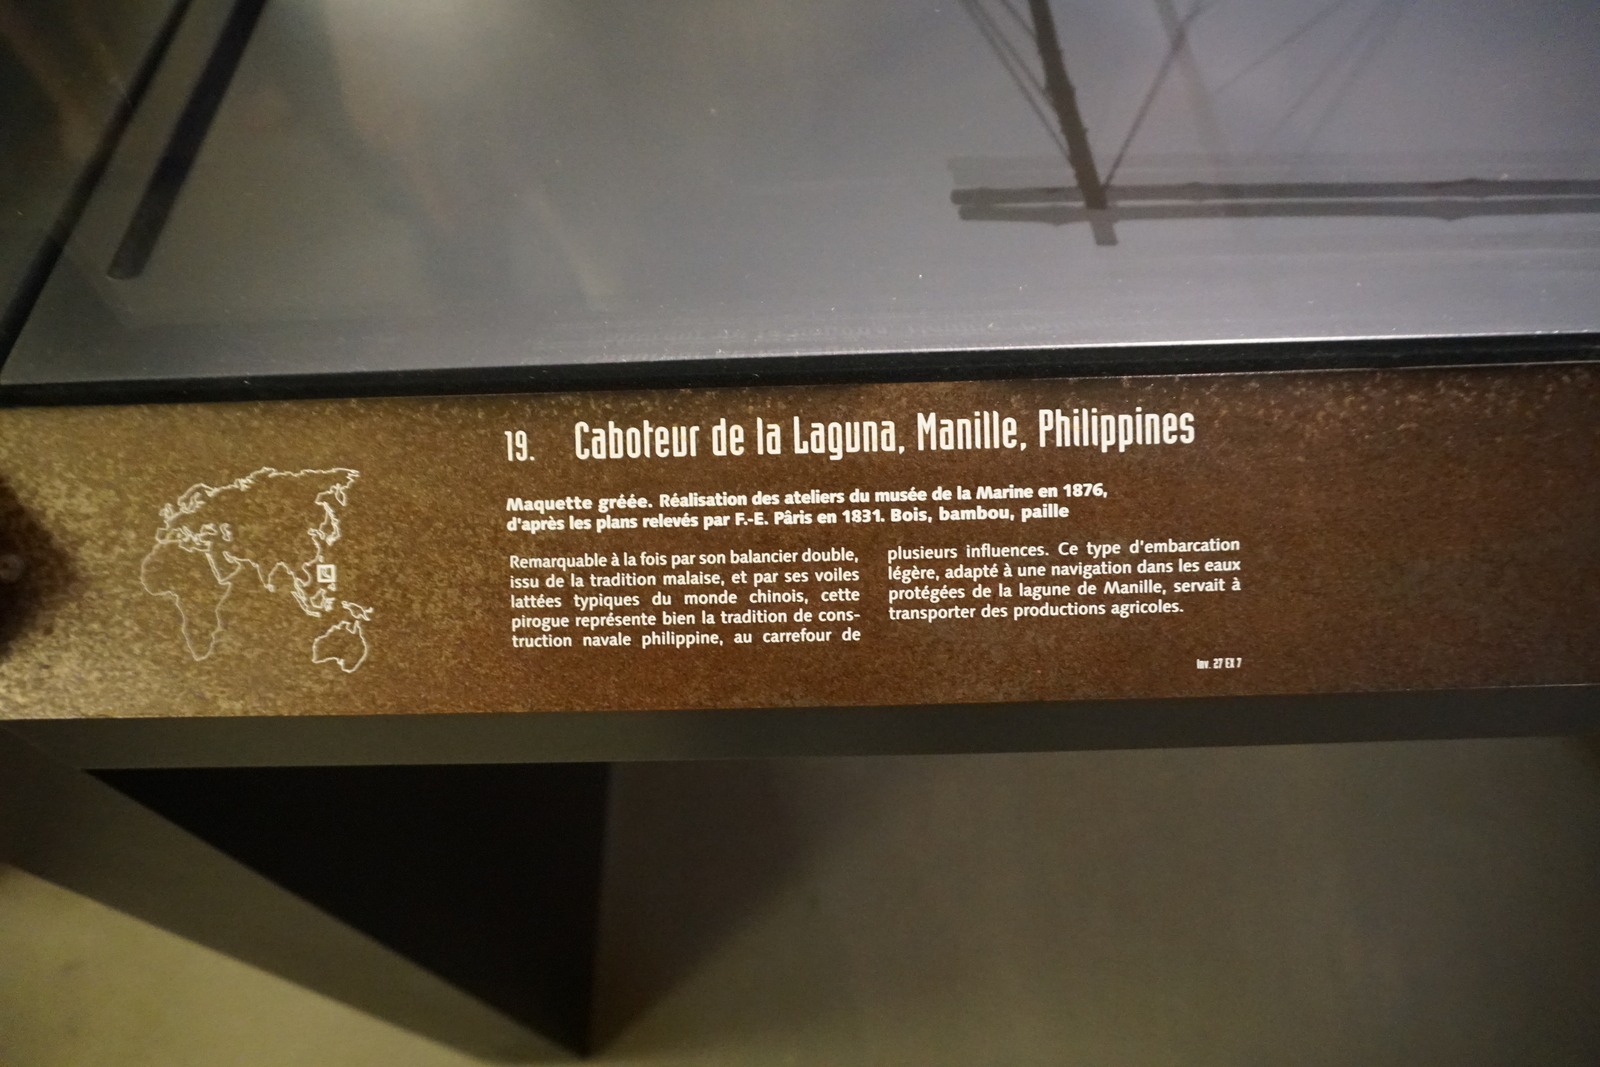 19. Caboteur de la Laguna, Manille, Philippines
Maquette gréée. Réalisation des ateliers du musée de la Marine en 1876,
d'après les plans relevés par F.-E. Pâris en 1831. Bois, bambou, paille
Remarquable à la fois par son balancier double,
issu de la tradition malaise, et par ses voiles
lattées typiques du monde chinois, cette
pirogue représente bien la tradition de cons-
truction navale philippine, au carrefour de
plusieurs influences. Ce type d'embarcation
légère, adapté à une navigation dans les eaux
protégées de la lagune de Manille, servait à
transporter des productions agricoles.
Inv. 27 EX 7